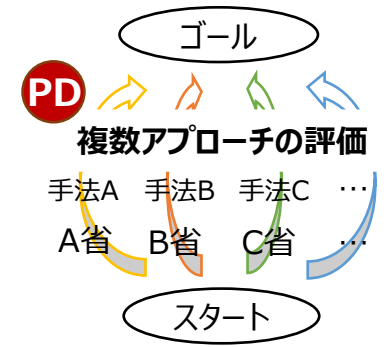 ゴール
PD
複数アプローチの評価
手法A 手法B 手法C …
A省 B省 C省 …
スタート